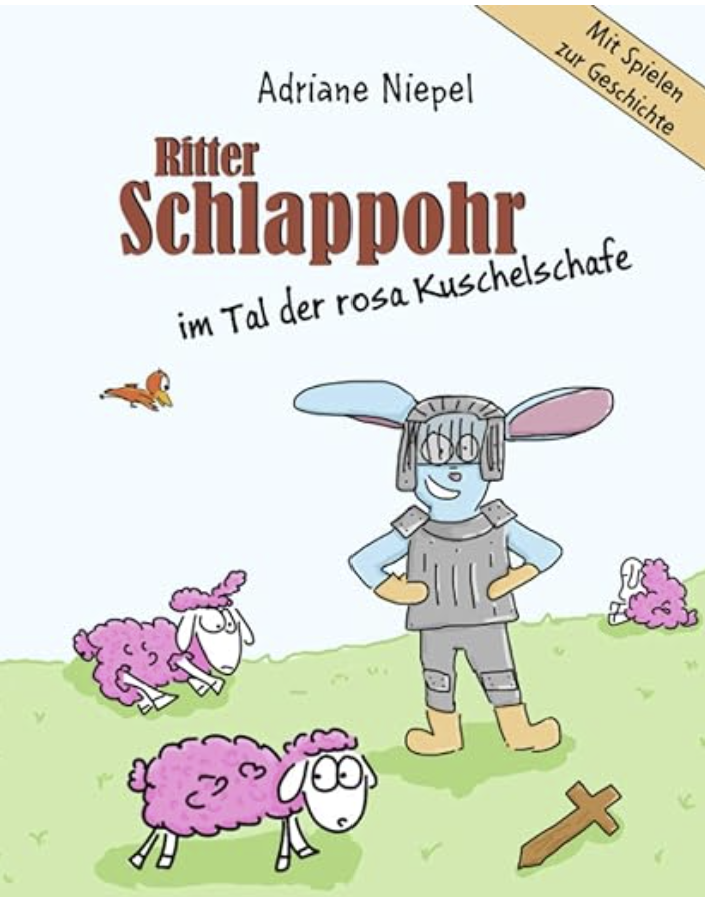 Mit Spielen
zur Geschichte
Adriane Niepel
Ritter
Schlappohr
im Tal der rosa Kuschelschafe